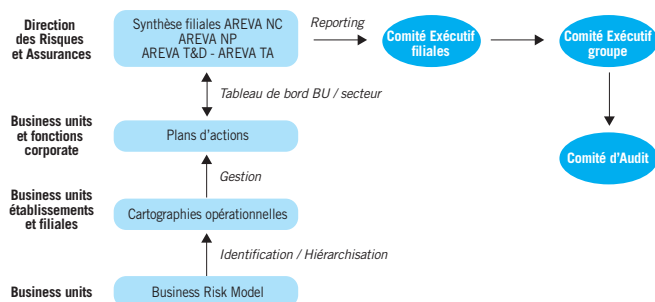 Direction
des Risques
et Assurances
Synthèse filiales AREVA NC
AREVA NP
AREVA T&D - AREVA TA
Reporting
Comité Exécutif
filiales
Comité Exécutif
groupe
Tableau de bord BU / secteur
Business units
et fonctions
corporate
Plans d'actions
Comité d'Audit
Gestion
Business units
établissements
et filiales
Cartographies opérationnelles
Identification / Hiérarchisation
Business units
Business Risk Model